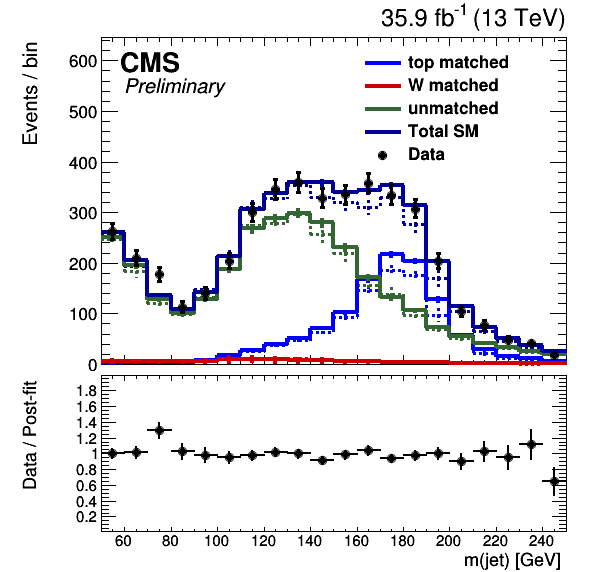 35.9 fb⁻¹ (13 TeV)
CMS
Preliminary
top matched
W matched
unmatched
Total SM
Data
Events / bin
600
500
400
300
200
100
0
Data / Post-fit
1.8
1.6
1.4
1.2
1
0.8
0.6
0.4
0.2
60 80 100 120 140 160 180 200 220 240
m(jet) [GeV]